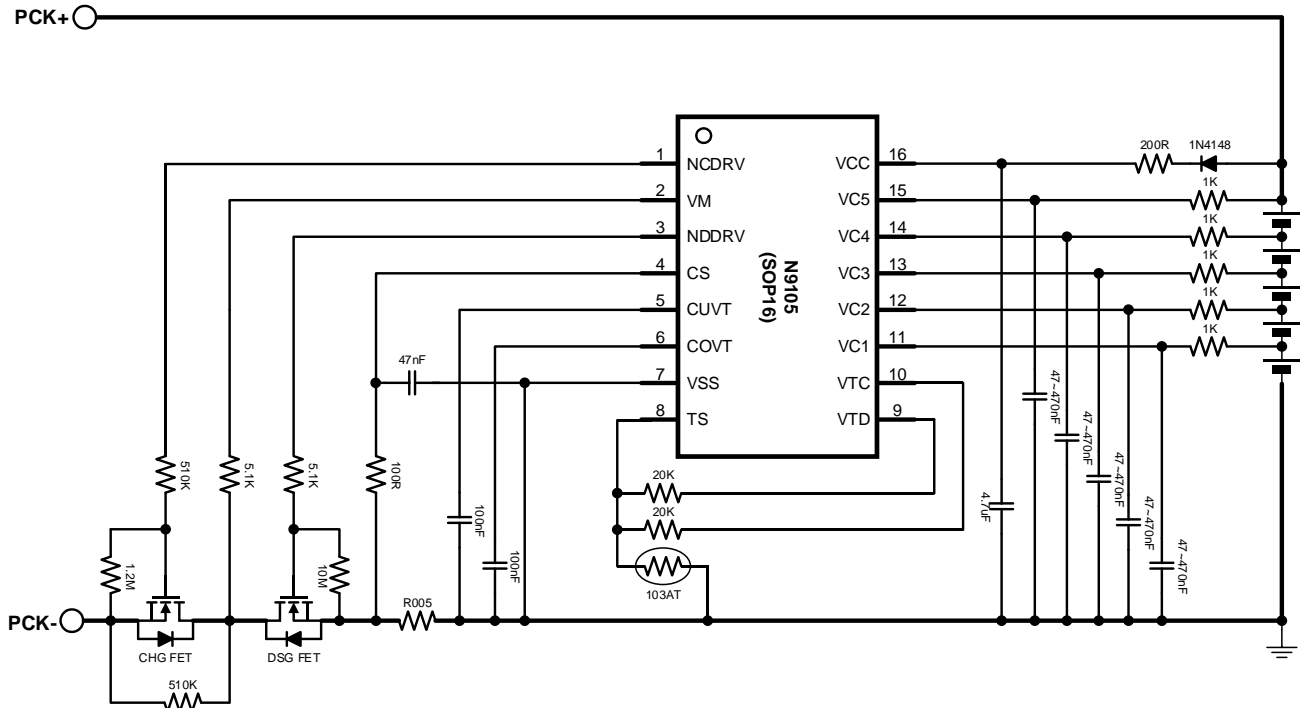 PCK+
1 NCDRV VCC 16
200R 1N4148
2 VM VC5 15
1K
3 NDDRV VC4 14
1K
4 CS VC3 13
1K
5 CUVT VC2 12
1K
6 COVT VC1 11
1K
7 VSS VTC 10
8 TS VTD 9
N9105
(SOP16)
47nF
510K
5.1K
5.1K
100R
100nF
100nF
20K
20K
103AT
4.7uF
47~470nF
47~470nF
47~470nF
47~470nF
47~470nF
1.2M
10M
R005
PCK-
CHG FET
DSG FET
510K